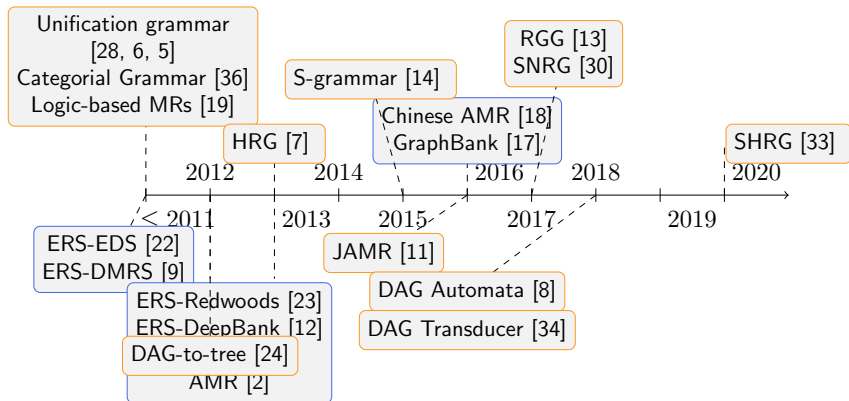 Unification grammar
[28, 6, 5]
Categorial Grammar [36]
Logic-based MRs [19]
RGG [13]
SNRG [30]
S-grammar [14]
Chinese AMR [18]
GraphBank [17]
HRG [7]
SHRG [33]
2012
2014
2016
2018
2020
< 2011
2013
2015
2017
2019
ERS-EDS [22]
ERS-DMRS [9]
JAMR [11]
DAG Automata [8]
DAG Transducer [34]
ERS-Redwoods [23]
ERS-DeepBank [12]
DAG-to-tree [24]
AMR [2]